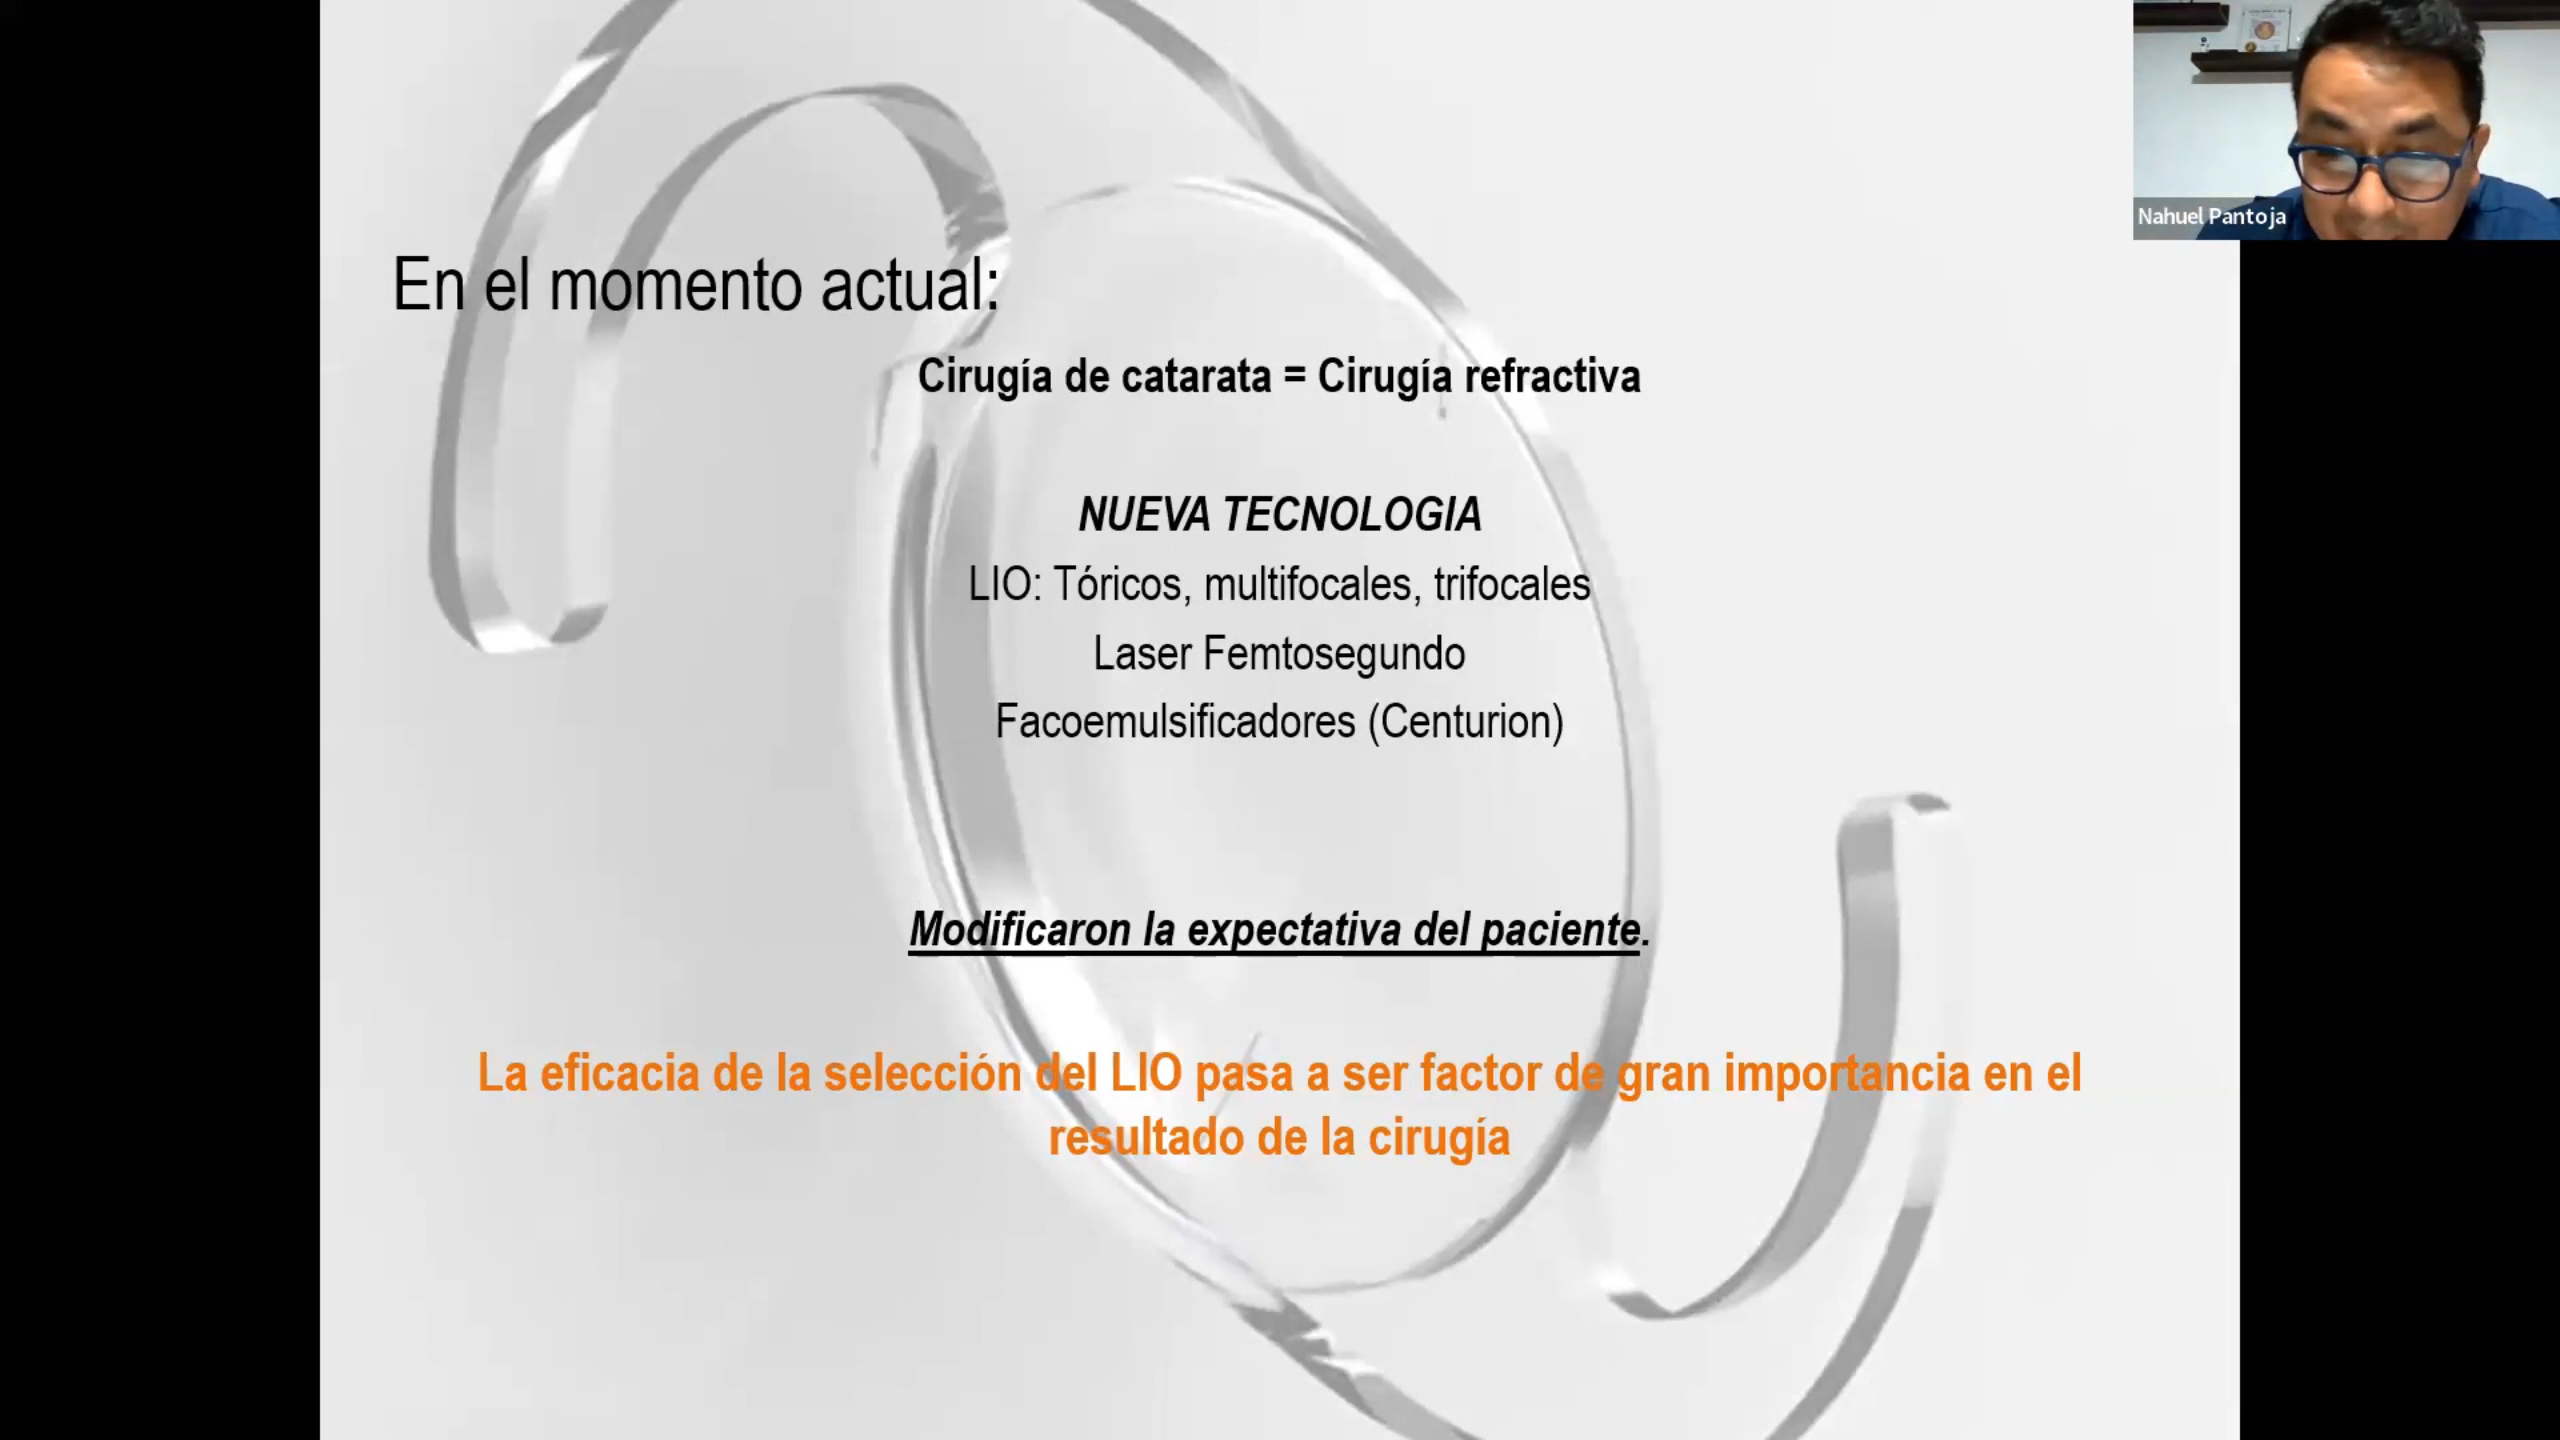 Nahuel Pantoja
En el momento actual:
Cirugía de catarata = Cirugía refractiva
NUEVA TECNOLOGIA
LIO: Tóricos, multifocales, trifocales
Laser Femtosegundo
Facoemulsificadores (Centurion)
Modificaron la expectativa del paciente.
La eficacia de la selección del LIO pasa a ser factor de gran importancia en el
resultado de la cirugía